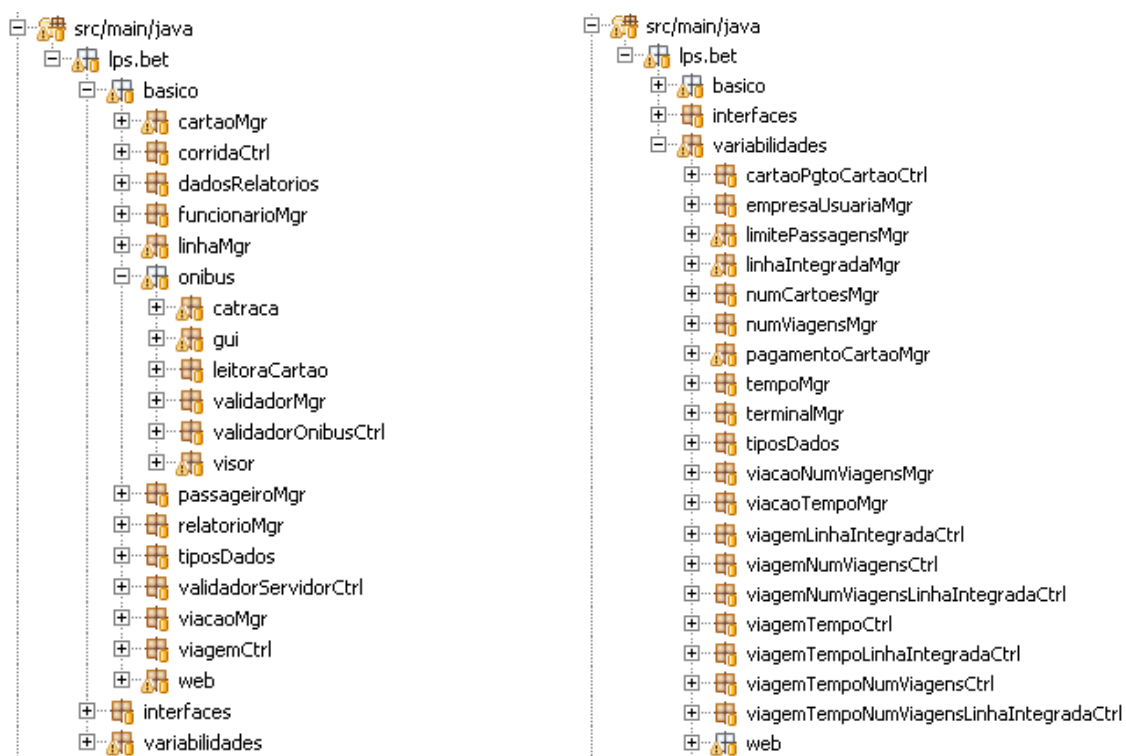 src/main/java
lps.bet
basico
cartaoMgr
corridaCtrl
dadosRelatorios
funcionarioMgr
linhaMgr
onibus
catraca
gui
leitoraCartao
validadorMgr
validadorOnibusCtrl
visor
passageiroMgr
relatorioMgr
tiposDados
validadorServidorCtrl
viacaoMgr
viagemCtrl
web
interfaces
variabilidades
src/main/java
lps.bet
basico
interfaces
variabilidades
cartaoPgtoCartaoCtrl
empresaUsuariaMgr
limitePassagensMgr
linhaIntegradaMgr
numCartoesMgr
numViagensMgr
pagamentoCartaoMgr
tempoMgr
terminalMgr
tiposDados
viacaoNumViagensMgr
viacaoTempoMgr
viagemLinhaIntegradaCtrl
viagemNumViagensCtrl
viagemNumViagensLinhaIntegradaCtrl
viagemTempoCtrl
viagemTempoLinhaIntegradaCtrl
viagemTempoNumViagensCtrl
viagemTempoNumViagensLinhaIntegradaCtrl
web